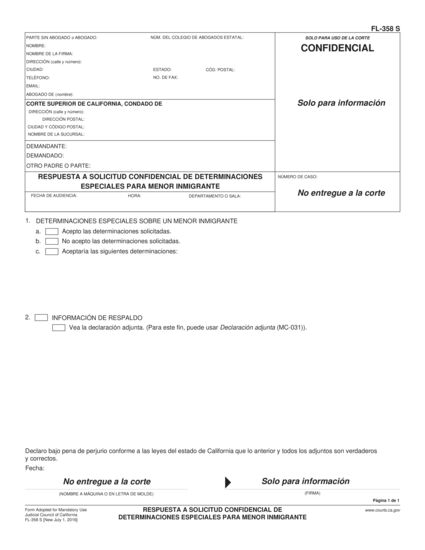 FL-358 S
PARTE SIN ABOGADO o ABOGADO: NÚM. DEL COLEGIO DE ABOGADOS ESTATAL:
SOLO PARA USO DE LA CORTE
NOMBRE:
CONFIDENCIAL
NOMBRE DE LA FIRMA:
DIRECCIÓN (calle y número):
CIUDAD: ESTADO: CÓD. POSTAL:
TELÉFONO: NO. DE FAX:
EMAIL:
ABOGADO DE (nombre):
CORTE SUPERIOR DE CALIFORNIA, CONDADO DE
Solo para información
DIRECCIÓN (calle y número):
DIRECCIÓN POSTAL:
CIUDAD Y CÓDIGO POSTAL:
NOMBRE DE LA SUCURSAL:
DEMANDANTE:
DEMANDADO:
OTRO PADRE O PARTE:
RESPUESTA A SOLICITUD CONFIDENCIAL DE DETERMINACIONES
ESPECIALES PARA MENOR INMIGRANTE
NÚMERO DE CASO:
No entregue a la corte
FECHA DE AUDIENCIA: HORA: DEPARTAMENTO O SALA:
1. DETERMINACIONES ESPECIALES SOBRE UN MENOR INMIGRANTE
a. Acepto las determinaciones solicitadas.
b. No acepto las determinaciones solicitadas.
c. Aceptaría las siguientes determinaciones:
2. INFORMACIÓN DE RESPALDO
Vea la declaración adjunta. (Para este fin, puede usar Declaración adjunta (MC-031)).
Declaro bajo pena de perjurio conforme a las leyes del estado de California que lo anterior y todos los adjuntos son verdaderos
y correctos.
Fecha:
No entregue a la corte
Solo para información
(NOMBRE A MÁQUINA O EN LETRA DE MOLDE)
(FIRMA)
Página 1 de 1
Form Adopted for Mandatory Use
Judicial Council of California
FL-358 S [New July 1, 2016]
RESPUESTA A SOLICITUD CONFIDENCIAL DE
DETERMINACIONES ESPECIALES PARA MENOR INMIGRANTE
www.courts.ca.gov